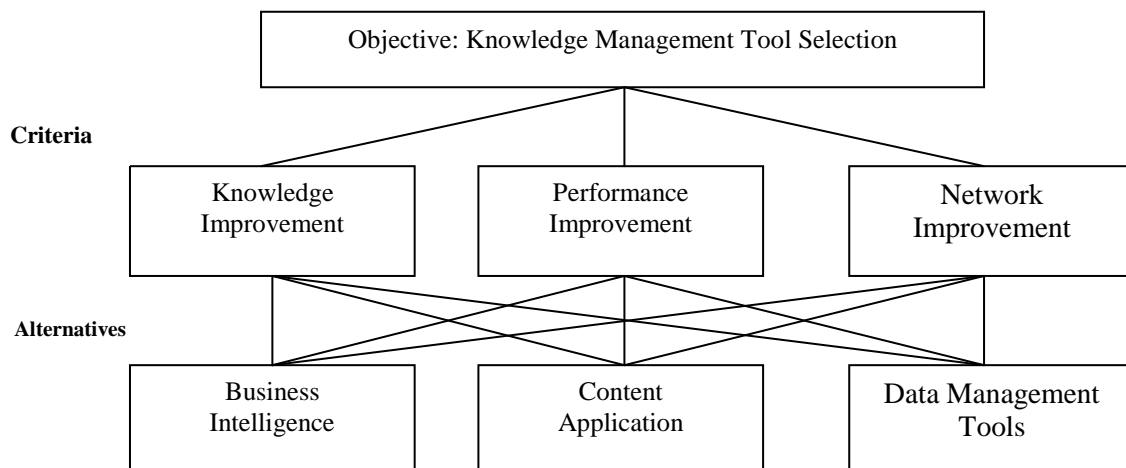 Objective: Knowledge Management Tool Selection
Criteria
Knowledge
Improvement
Performance
Improvement
Network
Improvement
Alternatives
Business
Intelligence
Content
Application
Data Management
Tools